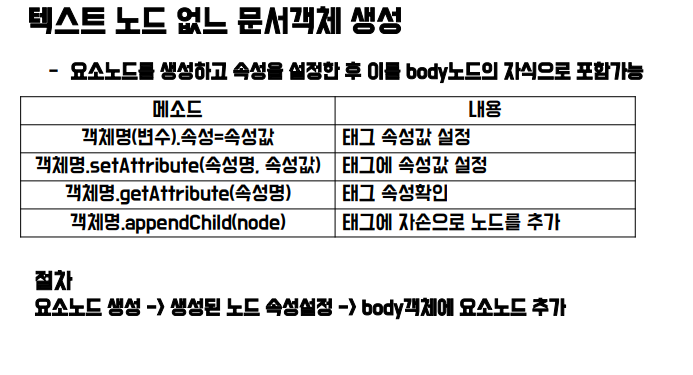 텍스트 노드 없느 문서객체 생성
- 요소노드를 생성하고 속성을 설정한 후 이를 body노드의 자식으로 포함가능
메소드 내용
객체명(변수).속성=속성값 태그 속성값 설정
객체명.setAttribute(속성명, 속성값) 태그에 속성값 설정
객체명.getAttribute(속성명) 태그 속성확인
객체명.appendChild(node) 태그에 자손으로 노드를 추가
절차
요소노드 생성 -> 생성된 노드 속성설정 -> body객체에 요소노드 추가